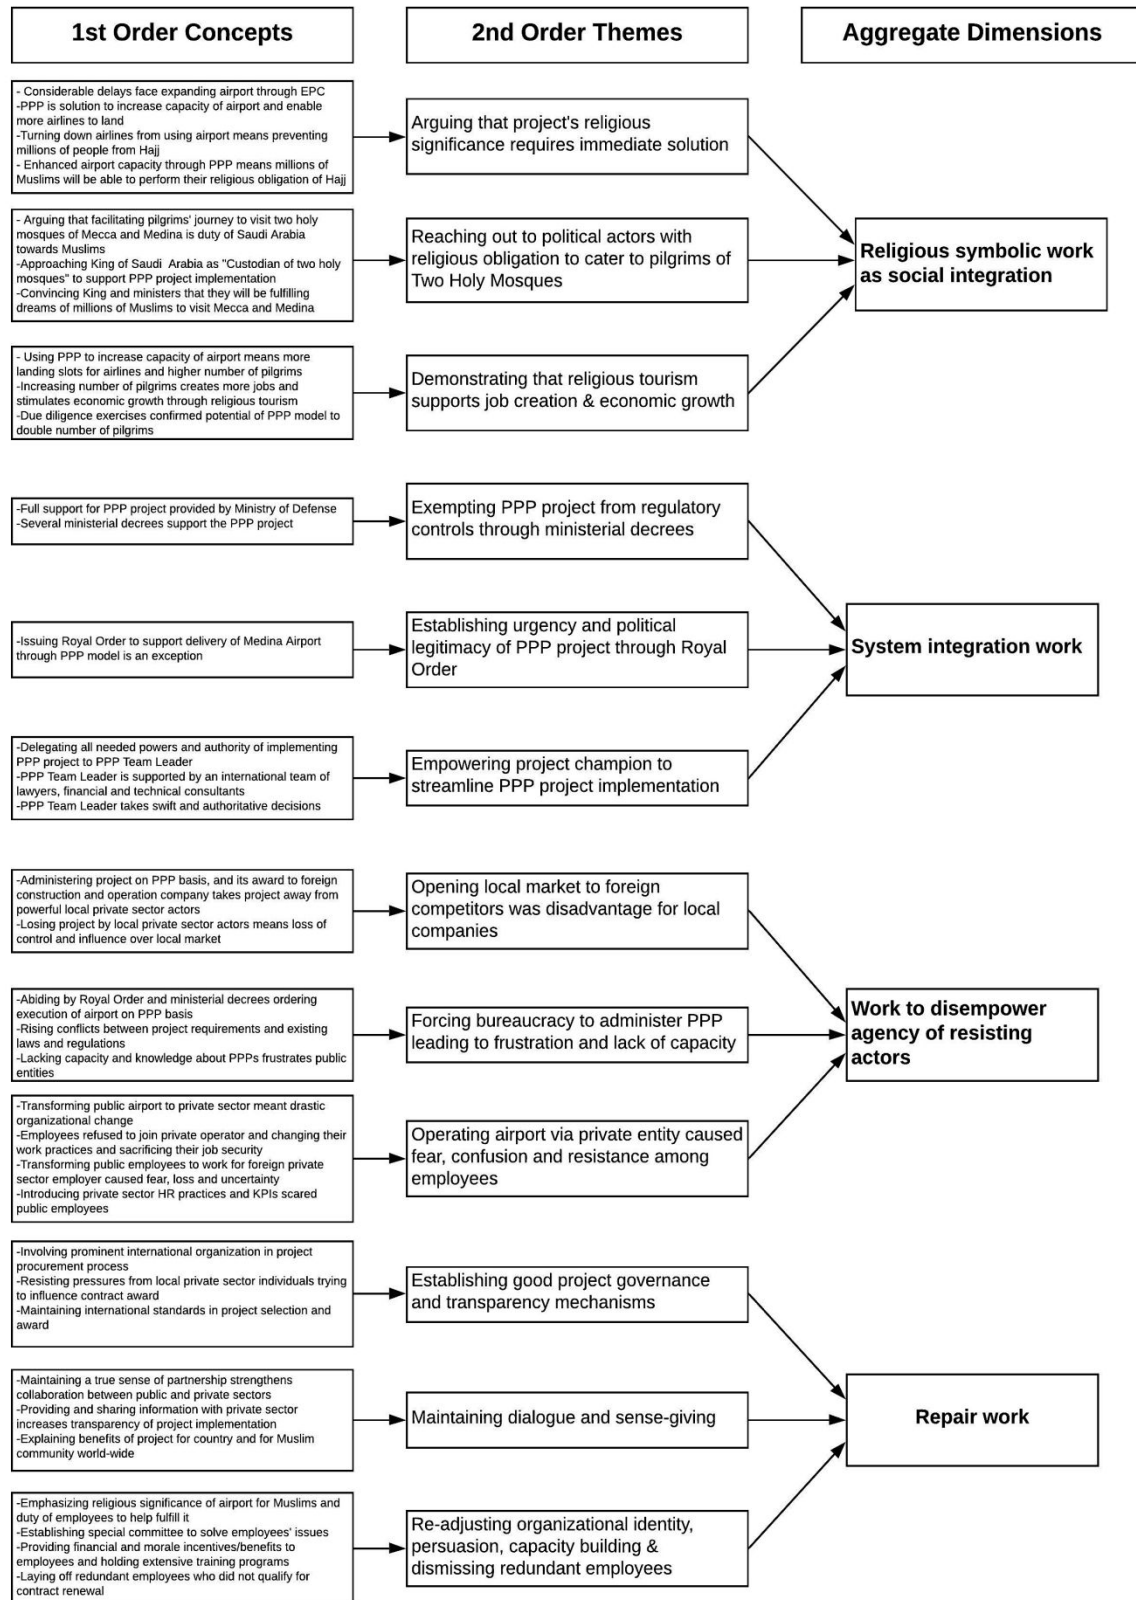 1st Order Concepts
2nd Order Themes
Aggregate Dimensions
- Considerable delays face expanding airport through EPC
-PPP is solution to increase capacity of airport and enable
more airlines to land
-Turning down airlines from using airport means preventing
millions of people from Hajj
- Enhanced airport capacity through PPP means millions of
Muslims will be able to perform their religious obligation of Hajj
Arguing that project's religious
significance requires immediate solution
- Arguing that facilitating pilgrims' journey to visit two holy
mosques of Mecca and Medina is duty of Saudi Arabia
towards Muslims
-Approaching King of Saudi Arabia as "Custodian of two holy
mosques" to support PPP project implementation
-Convincing King and ministers that they will be fulfilling
dreams of millions of Muslims to visit Mecca and Medina
Reaching out to political actors with
religious obligation to cater to pilgrims of
Two Holy Mosques
Religious symbolic work
as social integration
- Using PPP to increase capacity of airport means more
landing slots for airlines and higher number of pilgrims
-Increasing number of pilgrims creates more jobs and
stimulates economic growth through religious tourism
-Due diligence exercises confirmed potential of PPP model to
double number of pilgrims
Demonstrating that religious tourism
supports job creation & economic growth
-Full support for PPP project provided by Ministry of Defense
-Several ministerial decrees support the PPP project
Exempting PPP project from regulatory
controls through ministerial decrees
-Issuing Royal Order to support delivery of Medina Airport
through PPP model is an exception
Establishing urgency and political
legitimacy of PPP project through Royal
Order
System integration work
-Delegating all needed powers and authority of implementing
PPP project to PPP Team Leader
-PPP Team Leader is supported by an international team of
lawyers, financial and technical consultants
-PPP Team Leader takes swift and authoritative decisions
Empowering project champion to
streamline PPP project implementation
-Administering project on PPP basis, and its award to foreign
construction and operation company takes project away from
powerful local private sector actors
-Losing project by local private sector actors means loss of
control and influence over local market
Opening local market to foreign
competitors was disadvantage for local
companies
-Abiding by Royal Order and ministerial decrees ordering
execution of airport on PPP basis
-Rising conflicts between project requirements and existing
laws and regulations
-Lacking capacity and knowledge about PPPs frustrates public
entities
Forcing bureaucracy to administer PPP
leading to frustration and lack of capacity
Work to disempower
agency of resisting
actors
-Transforming public airport to private sector meant drastic
organizational change
-Employees refused to join private operator and changing their
work practices and sacrificing their job security
-Transforming public employees to work for foreign private
sector employer caused fear, loss and uncertainty
-Introducing private sector HR practices and KPIs scared
public employees
Operating airport via private entity caused
fear, confusion and resistance among
employees
-Involving prominent international organization in project
procurement process
-Resisting pressures from local private sector individuals trying
to influence contract award
-Maintaining international standards in project selection and
award
Establishing good project governance
and transparency mechanisms
-Maintaining a true sense of partnership strengthens
collaboration between public and private sectors
-Providing and sharing information with private sector
increases transparency of project implementation
-Explaining benefits of project for country and for Muslim
community world-wide
Maintaining dialogue and sense-giving
Repair work
-Emphasizing religious significance of airport for Muslims and
duty of employees to help fulfill it
-Establishing special committee to solve employees' issues
-Providing financial and morale incentives/benefits to
employees and holding extensive training programs
-Laying off redundant employees who did not qualify for
contract renewal
Re-adjusting organizational identity,
persuasion, capacity building &
dismissing redundant employees